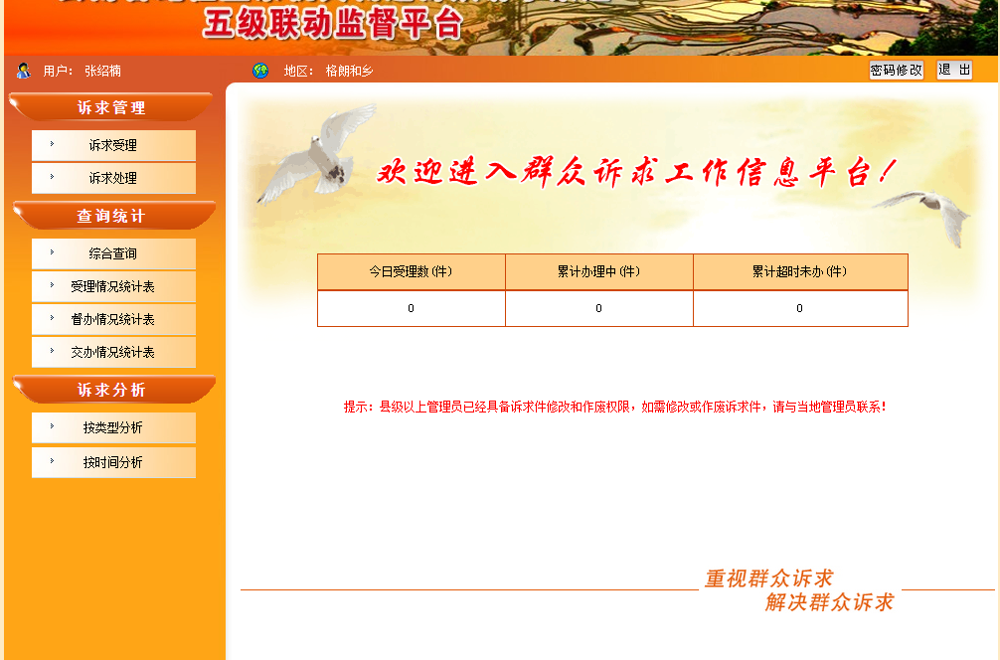 五级联动监督平台
用户： 张绍楠 地区： 格朗和乡 密码修改 退 出
诉求管理
诉求受理
诉求处理
查询统计
综合查询
受理情况统计表
督办情况统计表
交办情况统计表
诉求分析
按类型分析
按时间分析
欢迎进入群众诉求工作信息平台！
今日受理数(件) 累计办理中(件) 累计超时未办(件)
0 0 0
提示：县级以上管理员已经具备诉求件修改和作废权限，如需修改或作废诉求件，请与当地管理员联系！
重视群众诉求
解决群众诉求